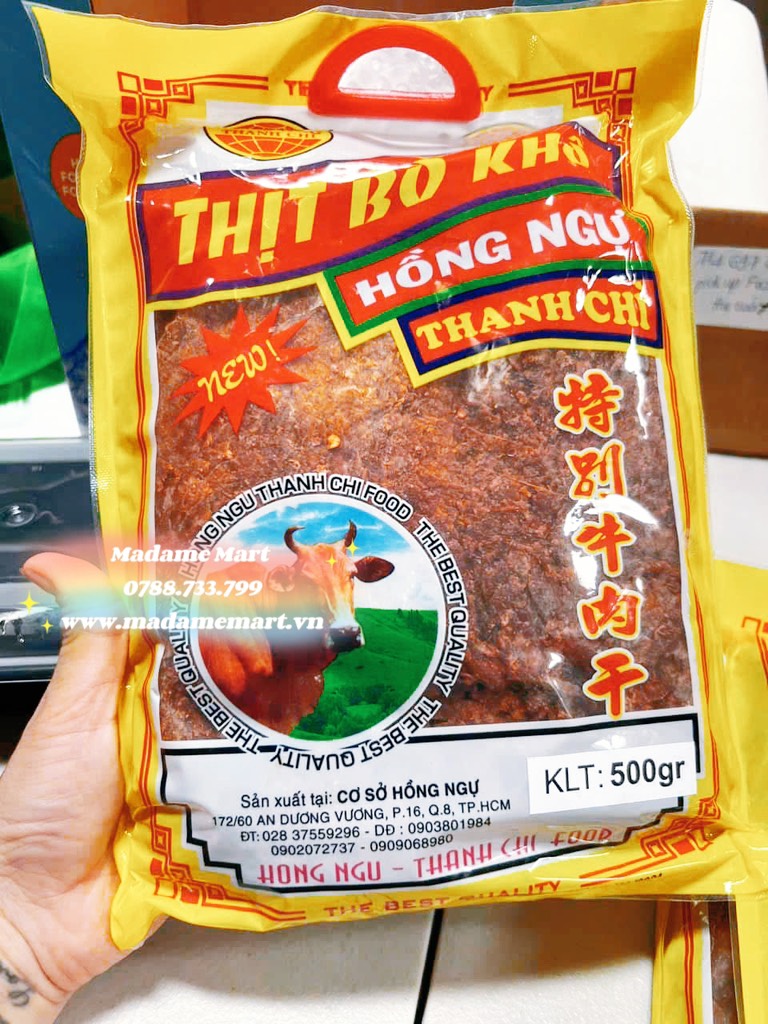 THANH CHI
THỊT BÒ KHÔ
HỒNG NGỰ
THANH CHI
NEW!
特别牛肉干
HONG NGU THANH CHI FOOD THE BEST QUALITY THE BEST QUALITY THE BEST QUALITY
Madame Mart
0788.733.799
www.madamemart.vn
KLT: 500gr
Sản xuất tại: CƠ SỞ HỒNG NGỰ
172/60 AN DƯƠNG VƯƠNG, P.16, Q.8, TP.HCM
ĐT: 028 37559296 - DĐ : 0903801984
0902072737 - 0909068980
HONG NGU - THANH CHI FOOD
THE BEST QUALITY